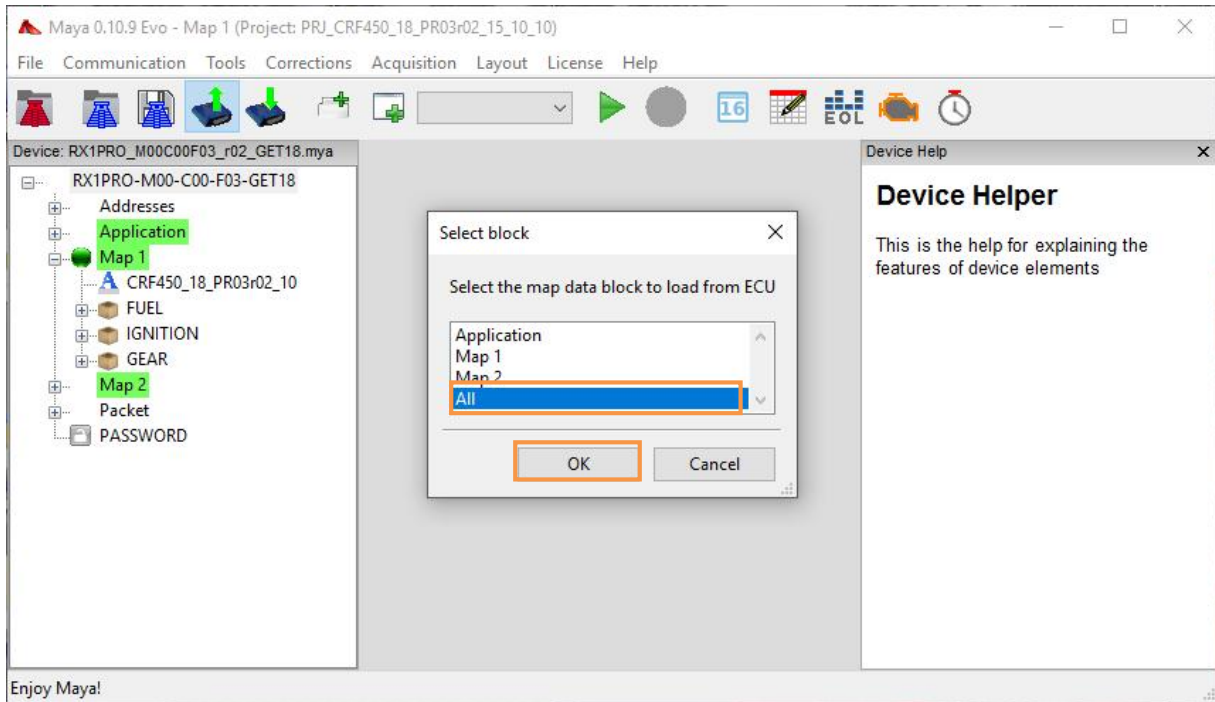 Maya 0.10.9 Evo - Map 1 (Project: PRJ_CRF450_18_PR03r02_15_10_10)
File Communication Tools Corrections Acquisition Layout License Help
16
EOL
Device: RX1PRO_M00C00F03_r02_GET18.mya
RX1PRO-M00-C00-F03-GET18
Addresses
Application
Map 1
A CRF450_18_PR03r02_10
FUEL
IGNITION
GEAR
Map 2
Packet
PASSWORD
Select block
Select the map data block to load from ECU
Application
Map 1
Map 2
All
OK Cancel
Device Help
Device Helper
This is the help for explaining the
features of device elements
Enjoy Maya!